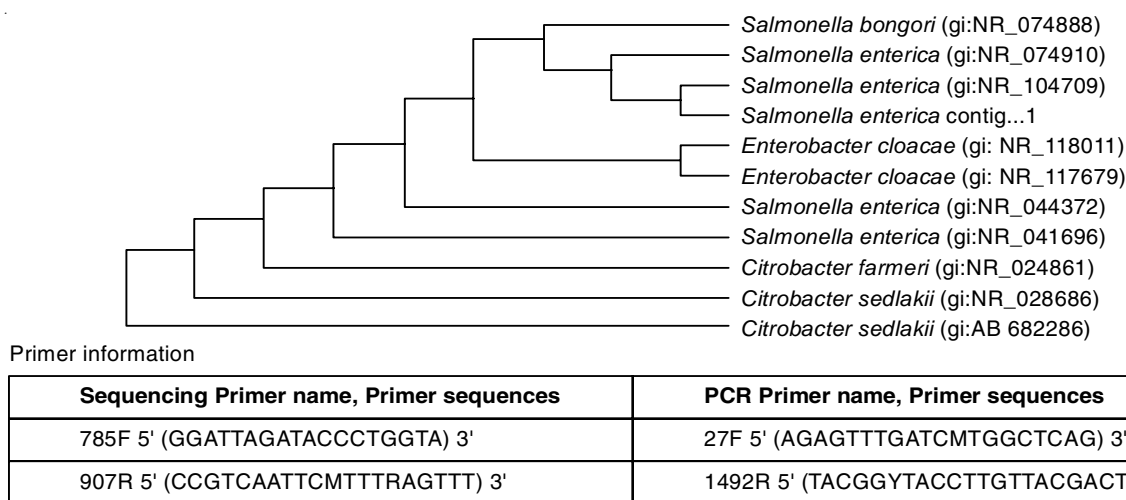 Salmonella bongori (gi:NR_074888)
Salmonella enterica (gi:NR_074910)
Salmonella enterica (gi:NR_104709)
Salmonella enterica contig...1
Enterobacter cloacae (gi: NR_118011)
Enterobacter cloacae (gi: NR_117679)
Salmonella enterica (gi:NR_044372)
Salmonella enterica (gi:NR_041696)
Citrobacter farmeri (gi:NR_024861)
Citrobacter sedlakii (gi:NR_028686)
Citrobacter sedlakii (gi:AB 682286)
Primer information
Sequencing Primer name, Primer sequences PCR Primer name, Primer sequences
785F 5' (GGATTAGATACCCTGGTA) 3' 27F 5' (AGAGTTTGATCMTGGCTCAG) 3'
907R 5' (CCGTCAATTCMTTTRAGTTT) 3' 1492R 5' (TACGGYTACCTTGTTACGACT